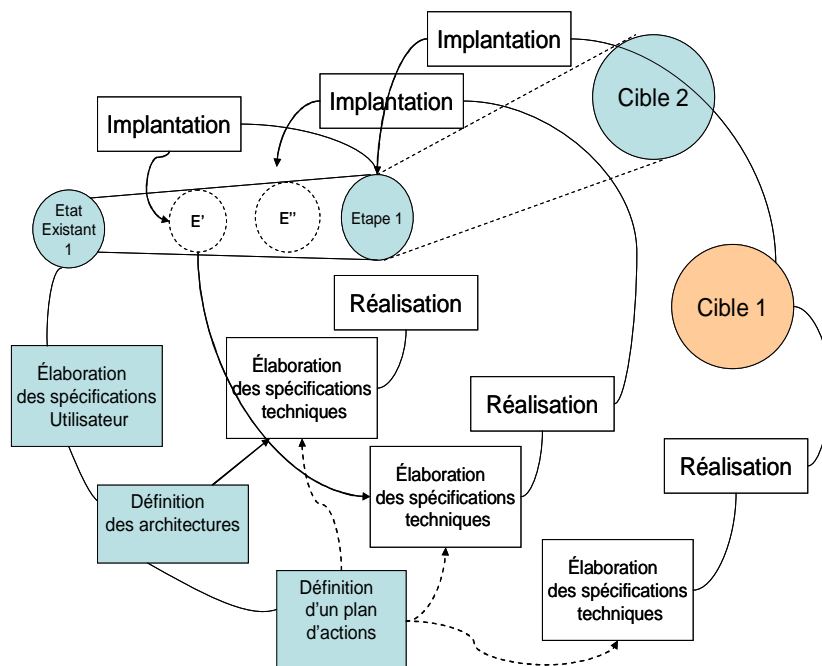 Implantation
Cible 2
Implantation
Implantation
Etat
Existant
1
E'
E''
Etape 1
Cible 1
Réalisation
Élaboration
des spécifications
Utilisateur
Élaboration
des spécifications
techniques
Réalisation
Réalisation
Définition
des architectures
Élaboration
des spécifications
techniques
Élaboration
des spécifications
techniques
Définition
d'un plan
d'actions